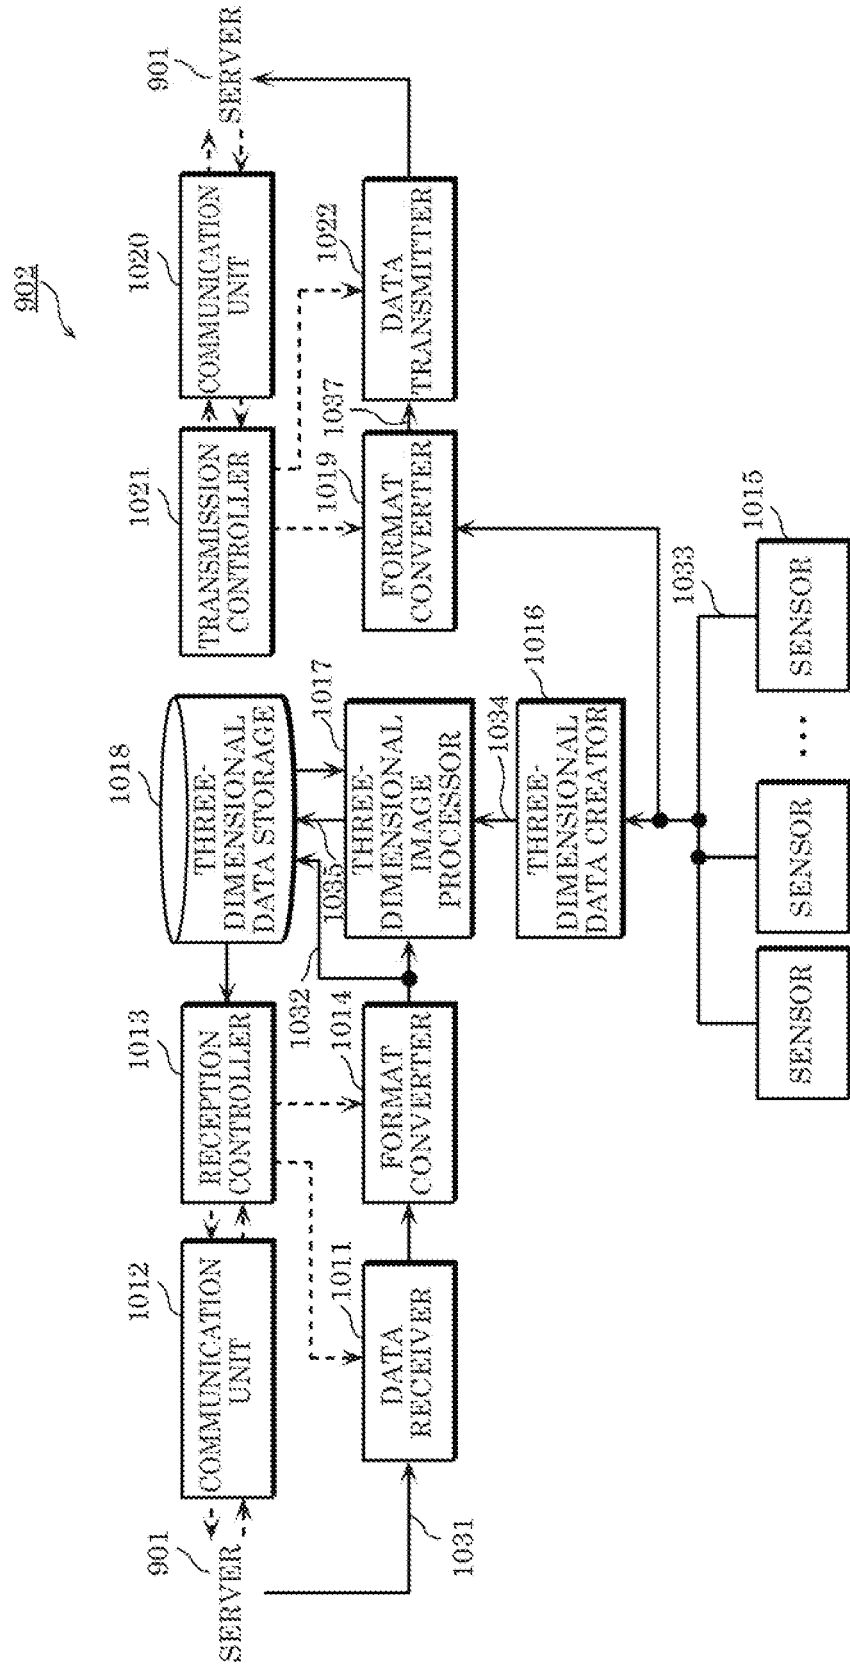 902
901
SERVER
1012
COMMUNICATION
UNIT
1013
RECEPTION
CONTROLLER
1018
THREE-
DIMENSIONAL
DATA STORAGE
1021
TRANSMISSION
CONTROLLER
1020
COMMUNICATION
UNIT
901
SERVER
1031
1011
DATA
RECEIVER
1014
FORMAT
CONVERTER
1032
1035
1017
THREE-
DIMENSIONAL
IMAGE
PROCESSOR
1019
FORMAT
CONVERTER
1037
1022
DATA
TRANSMITTER
1034
1016
THREE-
DIMENSIONAL
DATA CREATOR
1033
SENSOR
SENSOR
...
1015
SENSOR